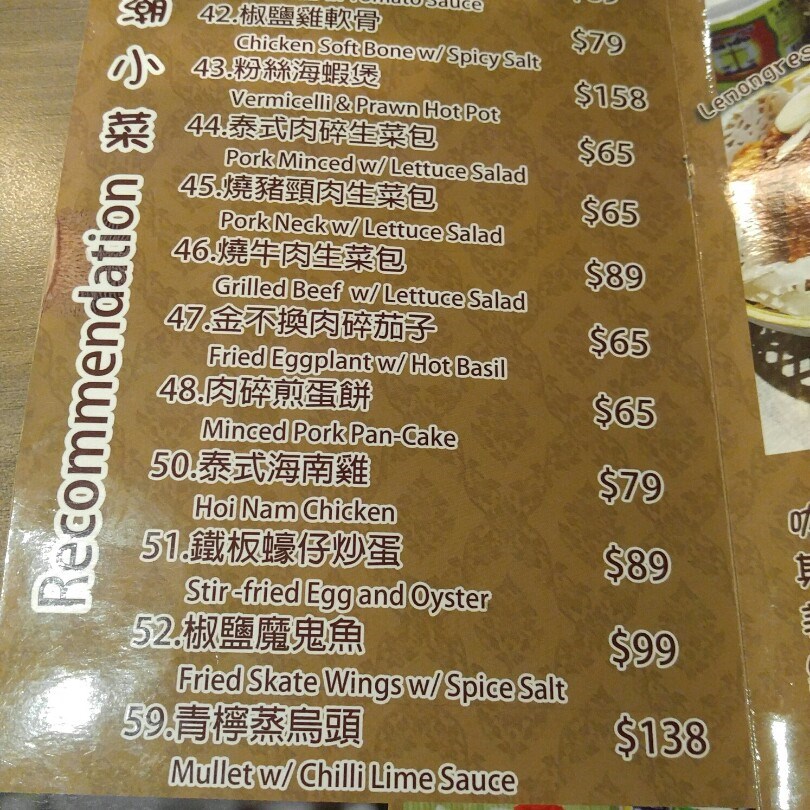 Tomato Sauce
42.椒鹽雞軟骨 $79
Chicken Soft Bone w/ Spicy Salt
43.粉絲海蝦煲 $158
Vermicelli & Prawn Hot Pot
44.泰式肉碎生菜包 $65
Pork Minced w/ Lettuce Salad
45.燒豬頸肉生菜包 $65
Pork Neck w/ Lettuce Salad
46.燒牛肉生菜包 $89
Grilled Beef w/ Lettuce Salad
47.金不換肉碎茄子 $65
Fried Eggplant w/ Hot Basil
48.肉碎煎蛋餅 $65
Minced Pork Pan-Cake
50.泰式海南雞 $79
Hoi Nam Chicken
51.鐵板蠔仔炒蛋 $89
Stir-fried Egg and Oyster
52.椒鹽魔鬼魚 $99
Fried Skate Wings w/ Spice Salt
59.青檸蒸烏頭 $138
Mullet w/ Chilli Lime Sauce
小菜
Recommendation